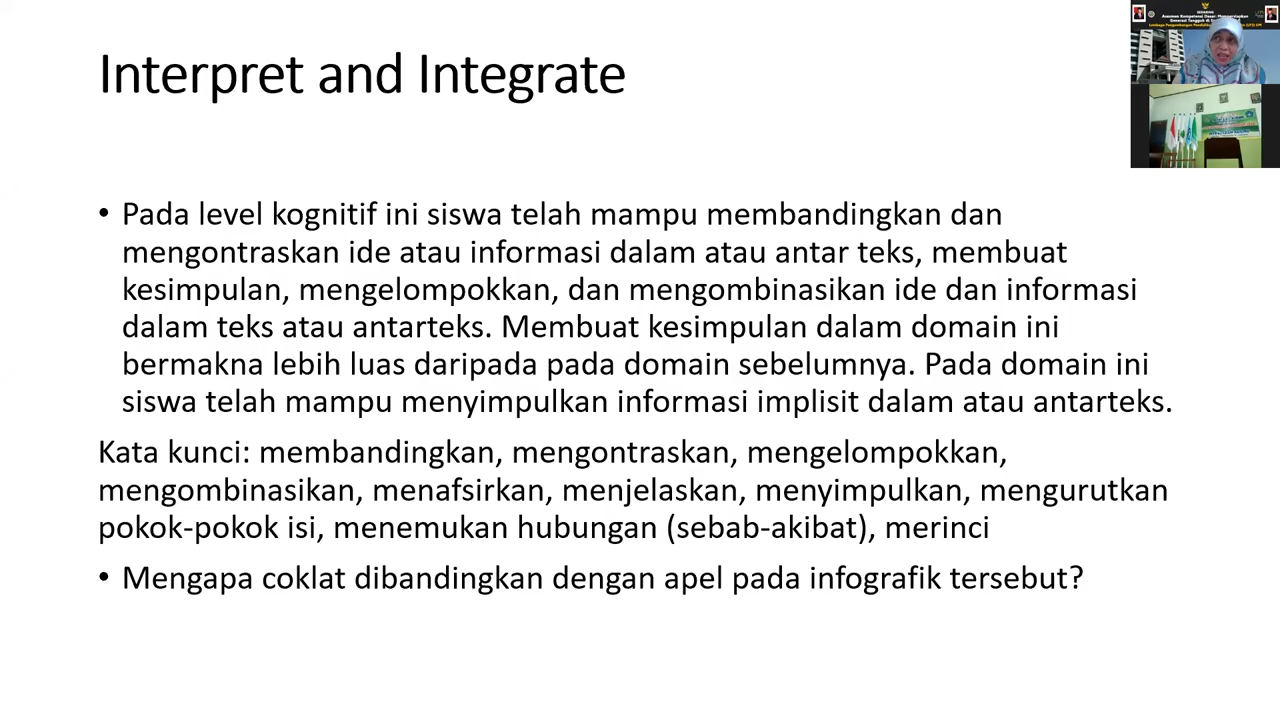 Interpret and Integrate
• Pada level kognitif ini siswa telah mampu membandingkan dan
mengontraskan ide atau informasi dalam atau antar teks, membuat
kesimpulan, mengelompokkan, dan mengombinasikan ide dan informasi
dalam teks atau antarteks. Membuat kesimpulan dalam domain ini
bermakna lebih luas daripada pada domain sebelumnya. Pada domain ini
siswa telah mampu menyimpulkan informasi implisit dalam atau antarteks.
Kata kunci: membandingkan, mengontraskan, mengelompokkan,
mengombinasikan, menafsirkan, menjelaskan, menyimpulkan, mengurutkan
pokok-pokok isi, menemukan hubungan (sebab-akibat), merinci
• Mengapa coklat dibandingkan dengan apel pada infografik tersebut?